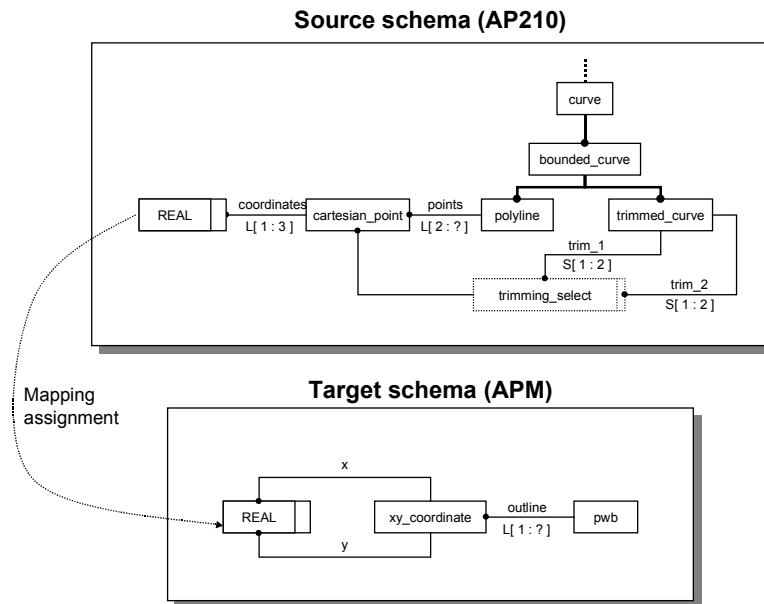 Source schema (AP210)
curve
bounded_curve
REAL
coordinates
L[ 1 : 3 ]
cartesian_point
points
L[ 2 : ? ]
polyline
trimmed_curve
trim_1
S[ 1 : 2 ]
trimming_select
trim_2
S[ 1 : 2 ]
Mapping
assignment
Target schema (APM)
x
REAL
y
xy_coordinate
outline
L[ 1 : ? ]
pwb